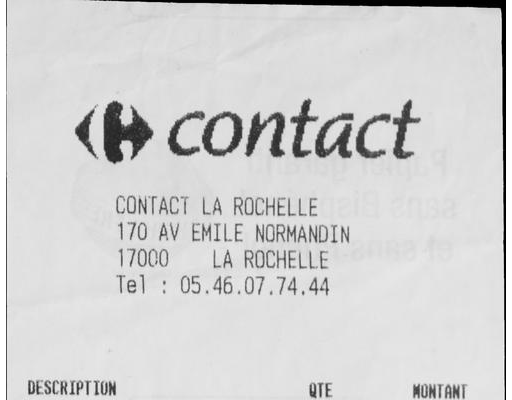 contact
CONTACT LA ROCHELLE
170 AV EMILE NORMANDIN
17000 LA ROCHELLE
Tel : 05.46.07.74.44
Papier garanti
sans Bisphénol
et sans
DESCRIPTION QTE MONTANT